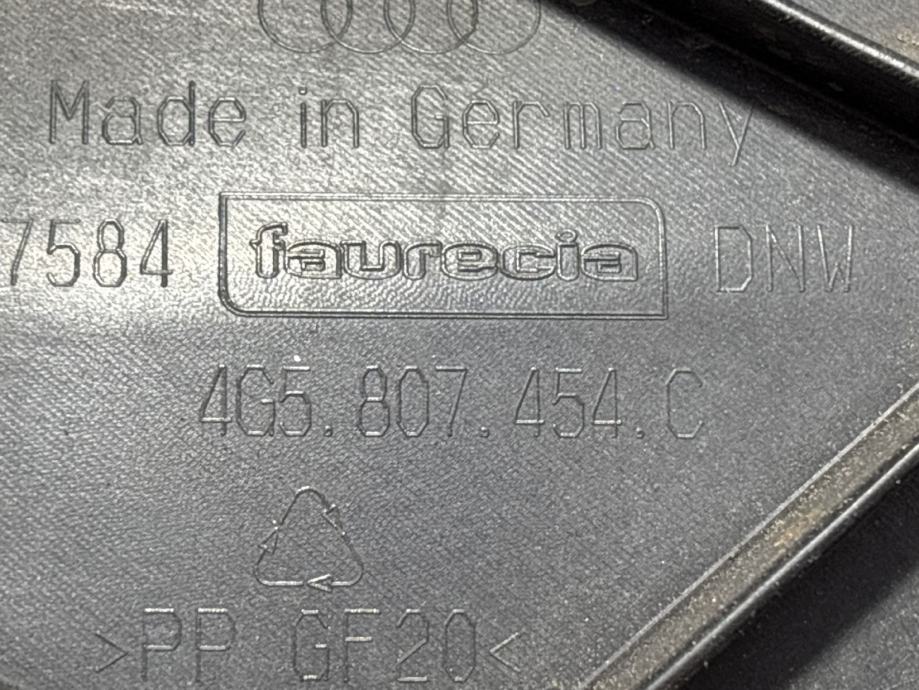 Made in Germany
7584 faurecia DNW
4G5.807.454.C
>PP GF20<